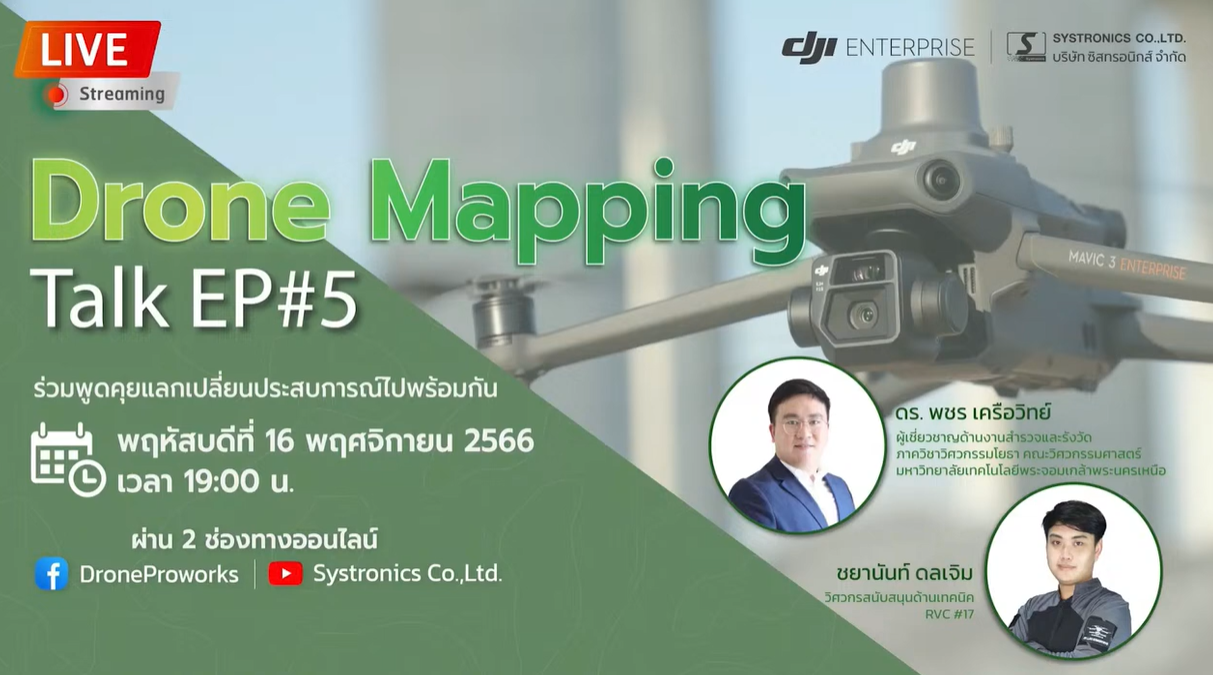 LIVE
Streaming
dji ENTERPRISE
SYSTRONICS CO.,LTD.
บริษัท ซิสทรอนิกส์ จำกัด
Drone Mapping
Talk EP#5
dji
dji
MAVIC 3 ENTERPRISE
ร่วมพูดคุยแลกเปลี่ยนประสบการณ์ไปพร้อมกัน
พฤหัสบดีที่ 16 พฤศจิกายน 2566
เวลา 19:00 น.
ผ่าน 2 ช่องทางออนไลน์
DroneProworks
Systronics Co.,Ltd.
ดร. พชร เครือวิทย์
ผู้เชี่ยวชาญด้านงานสำรวจและรังวัด
ภาควิชาวิศวกรรมโยธา คณะวิศวกรรมศาสตร์
มหาวิทยาลัยเทคโนโลยีพระจอมเกล้าพระนครเหนือ
ชยานันท์ ดลเจิม
วิศวกรสนับสนุนด้านเทคนิค
RVC #17